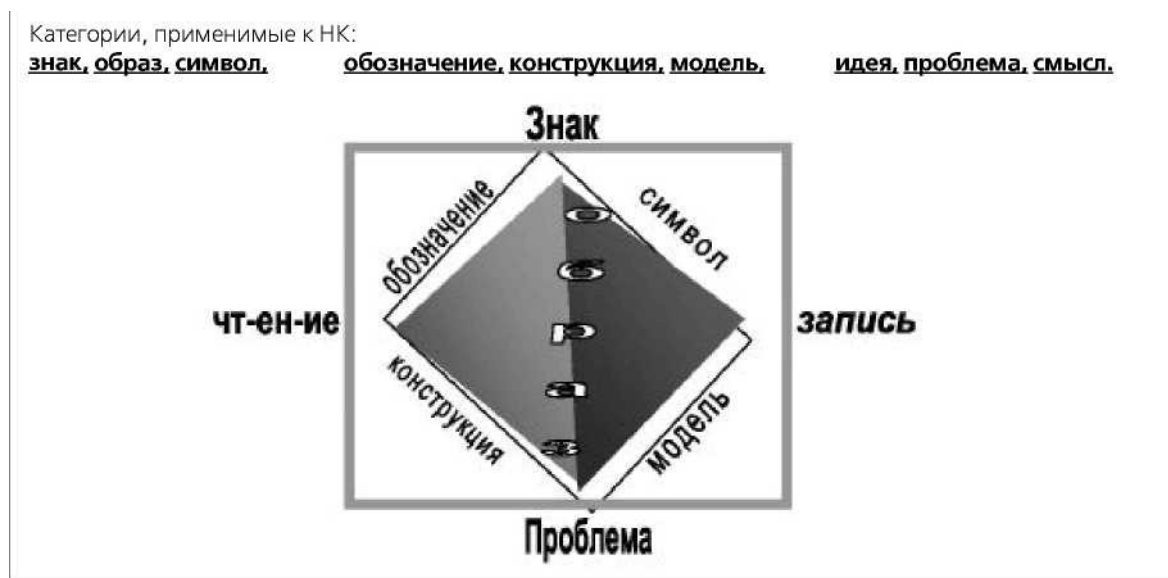 Категории, применимые к НК:
знак, образ, символ, обозначение, конструкция, модель, идея, проблема, смысл.
Знак
обозначение
символ
образ
чт-ен-ие
запись
конструкция
модель
Проблема